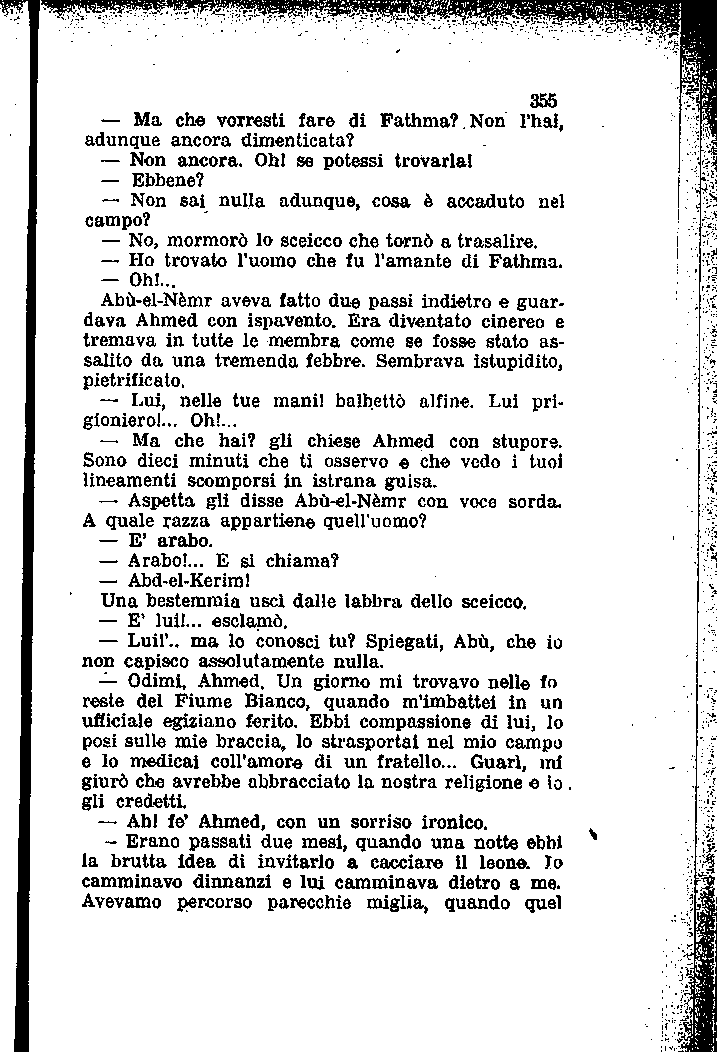 355
— Ma che vorresti fare di Fathma? Non l'hai,
adunque ancora dimenticata?
— Non ancora. Oh! se potessi trovarla!
— Ebbene?
— Non sai nulla adunque, cosa è accaduto nel
campo?
— No, mormorò lo sceicco che tornò a trasalire.
— Ho trovato l'uomo che fu l'amante di Fathma.
— Oh!...
Abù-el-Nèmr aveva fatto due passi indietro e guar-
dava Ahmed con ispavento. Era diventato cinereo e
tremava in tutte le membra come se fosse stato as-
salito da una tremenda febbre. Sembrava istupidito,
pietrificato.
— Lui, nelle tue mani! balbettò alfine. Lui pri-
gioniero!... Oh!...
— Ma che hai? gli chiese Ahmed con stupore.
Sono dieci minuti che ti osservo e che vedo i tuoi
lineamenti scomporsi in istrana guisa.
— Aspetta gli disse Abù-el-Nèmr con voce sorda.
A quale razza appartiene quell'uomo?
— E' arabo.
— Arabo!... E si chiama?
— Abd-el-Kerim!
Una bestemmia uscì dalle labbra dello sceicco.
— E' lui!... esclamò.
— Lui!'.. ma lo conosci tu? Spiegati, Abù, che io
non capisco assolutamente nulla.
— Odimi, Ahmed. Un giorno mi trovavo nelle fo
reste del Fiume Bianco, quando m'imbattei in un
ufficiale egiziano ferito. Ebbi compassione di lui, lo
posi sulle mie braccia, lo strasportai nel mio campo
e lo medicai coll'amore di un fratello... Guarì, mi
giurò che avrebbe abbracciato la nostra religione e io
gli credetti.
— Ah! fe' Ahmed, con un sorriso ironico.
— Erano passati due mesi, quando una notte ebbi
la brutta idea di invitarlo a cacciare il leone. Io
camminavo dinnanzi e lui camminava dietro a me.
Avevamo percorso parecchie miglia, quando quel